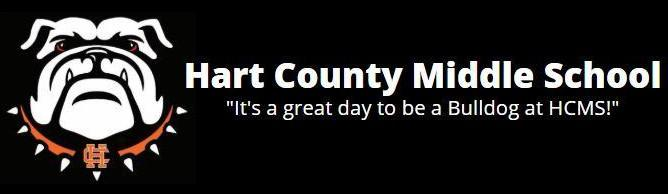 Hart County Middle School
"It's a great day to be a Bulldog at HCMS!"
HC